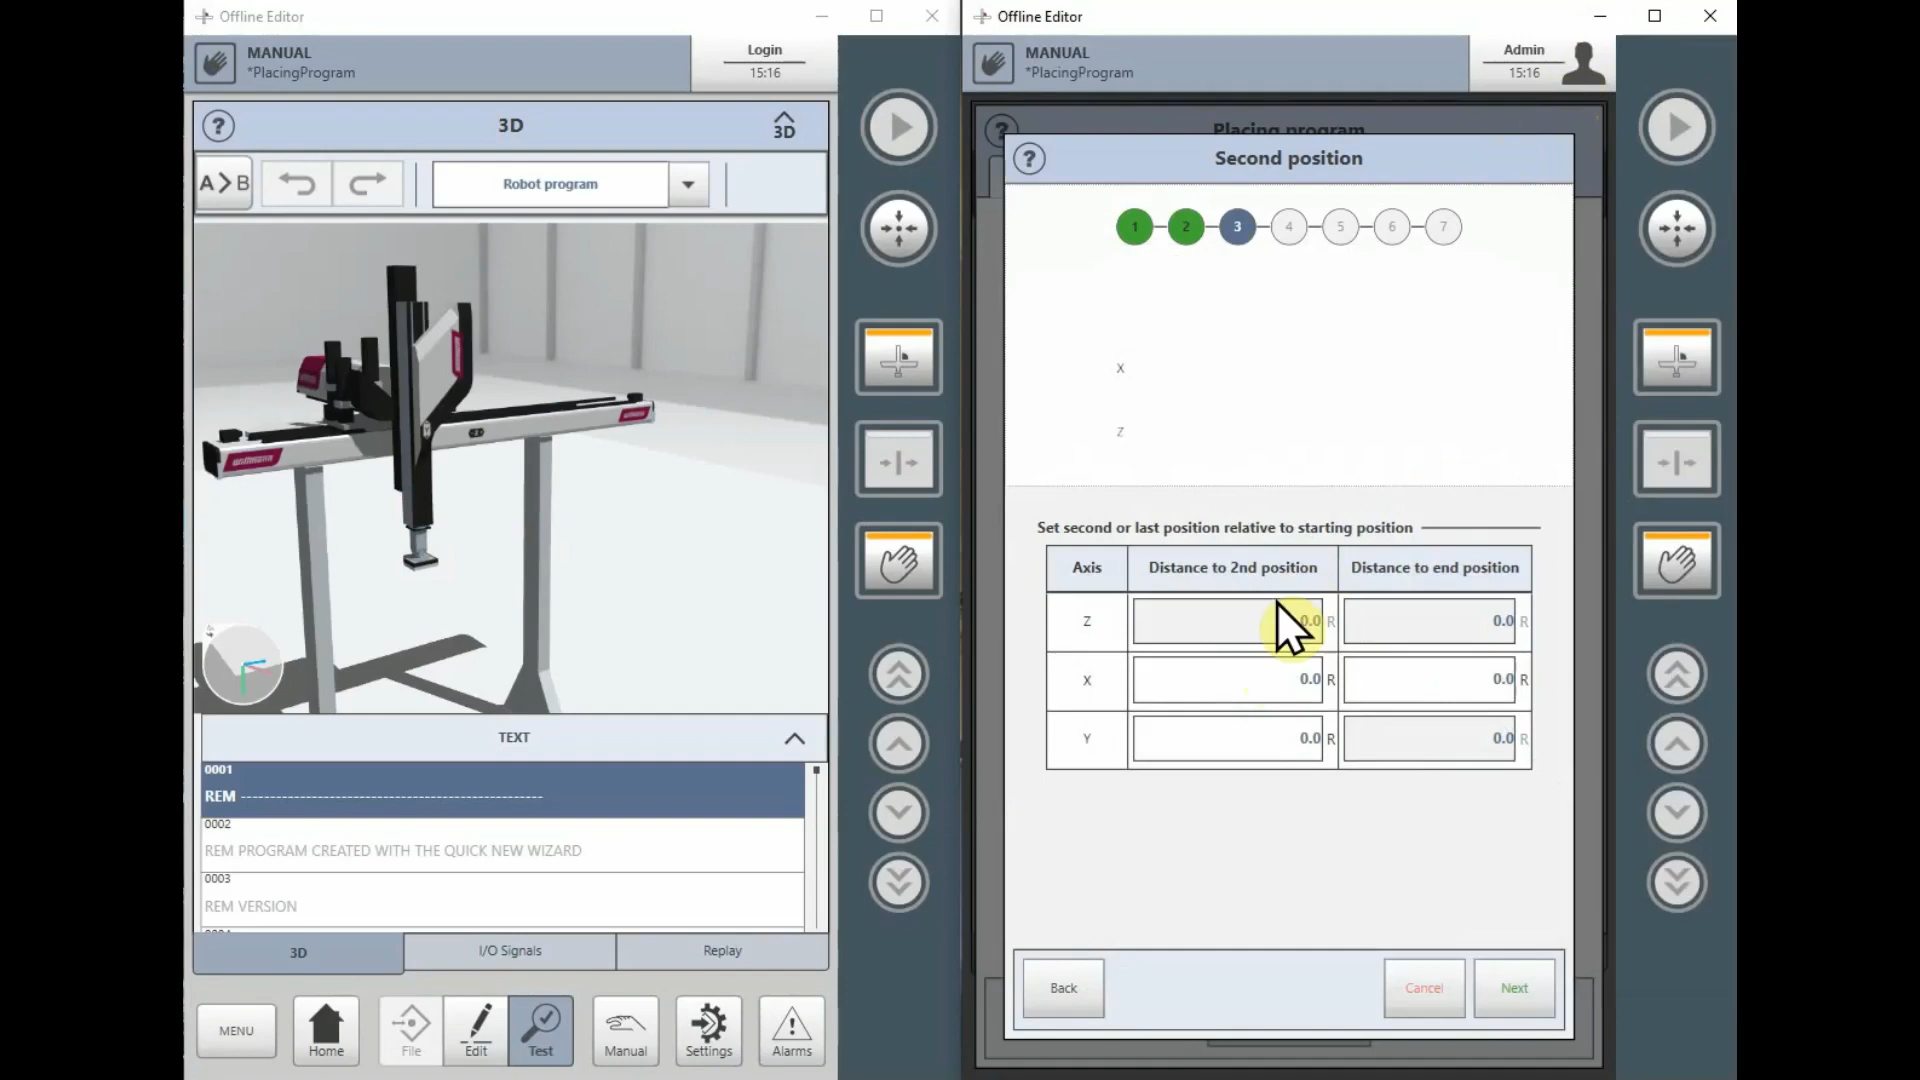 Offline Editor
MANUAL
*PlacingProgram
Login
15:16
?
3D
3D
A>B
Robot program
TEXT
0001
REM ------------------------------------------------
0002
REM PROGRAM CREATED WITH THE QUICK NEW WIZARD
0003
REM VERSION
3D
I/O Signals
Replay
MENU
Home
File
Edit
Test
Manual
Settings
Alarms
Offline Editor
MANUAL
*PlacingProgram
Admin
15:16
?
Placing program
?
Second position
1
2
3
4
5
6
7
X
Z
Set second or last position relative to starting position
Axis Distance to 2nd position Distance to end position
Z 0.0 R 0.0 R
X 0.0 R 0.0 R
Y 0.0 R 0.0 R
Back
Cancel
Next